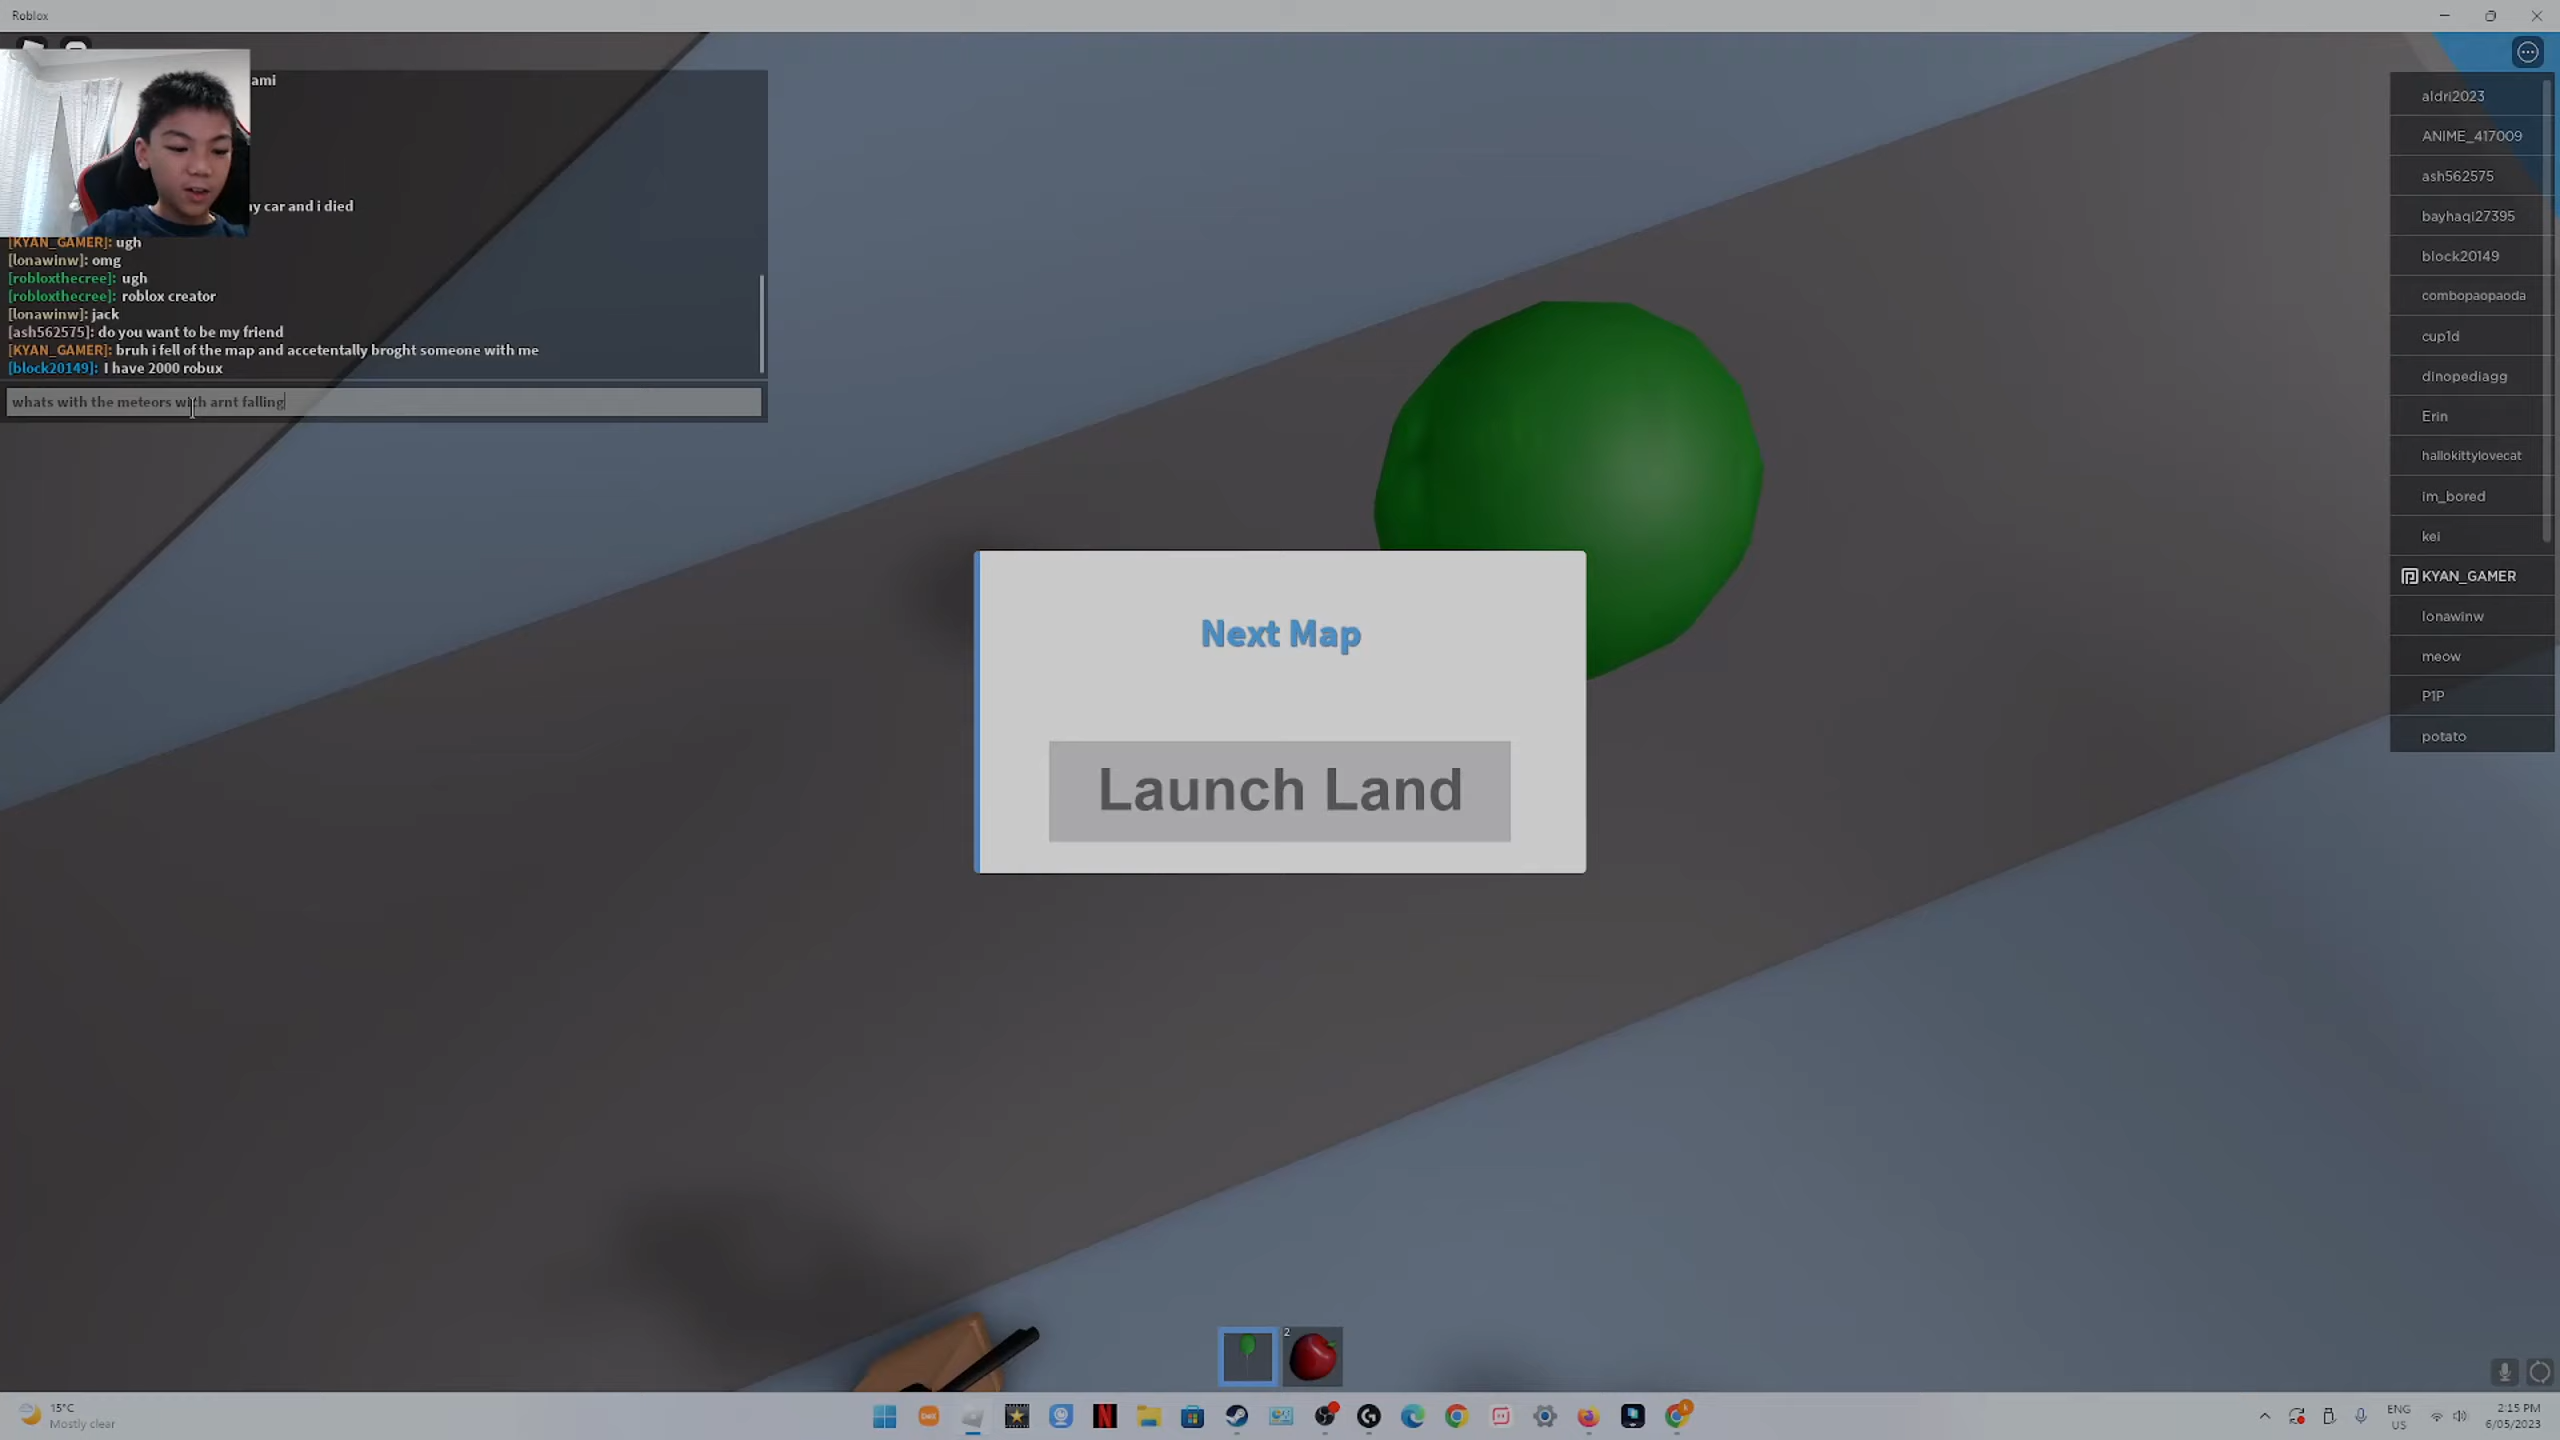 Roblox
ami
y car and i died
[KYAN_GAMER]: ugh
[lonawinw]: omg
[robloxthecree]: ugh
[robloxthecree]: roblox creator
[lonawinw]: jack
[ash562575]: do you want to be my friend
[KYAN_GAMER]: bruh i fell of the map and accetentally broght someone with me
[block20149]: I have 2000 robux
whats with the meteors with arnt falling
Next Map
Launch Land
aldri2023
ANIME_417009
ash562575
bayhaqi27395
block20149
combopaopaoda
cup1d
dinopediagg
Erin
hallokittylovecat
im_bored
kei
KYAN_GAMER
lonawinw
meow
P1P
potato
2
15°C
Mostly clear
ENG
US
2:15 PM
6/05/2023